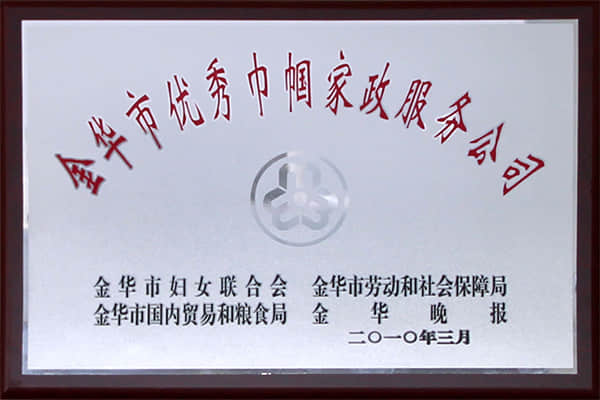 金华市优秀巾帼家政服务公司
金华市妇女联合会 金华市劳动和社会保障局
金华市国内贸易和粮食局 金华晚报
二〇一〇年三月